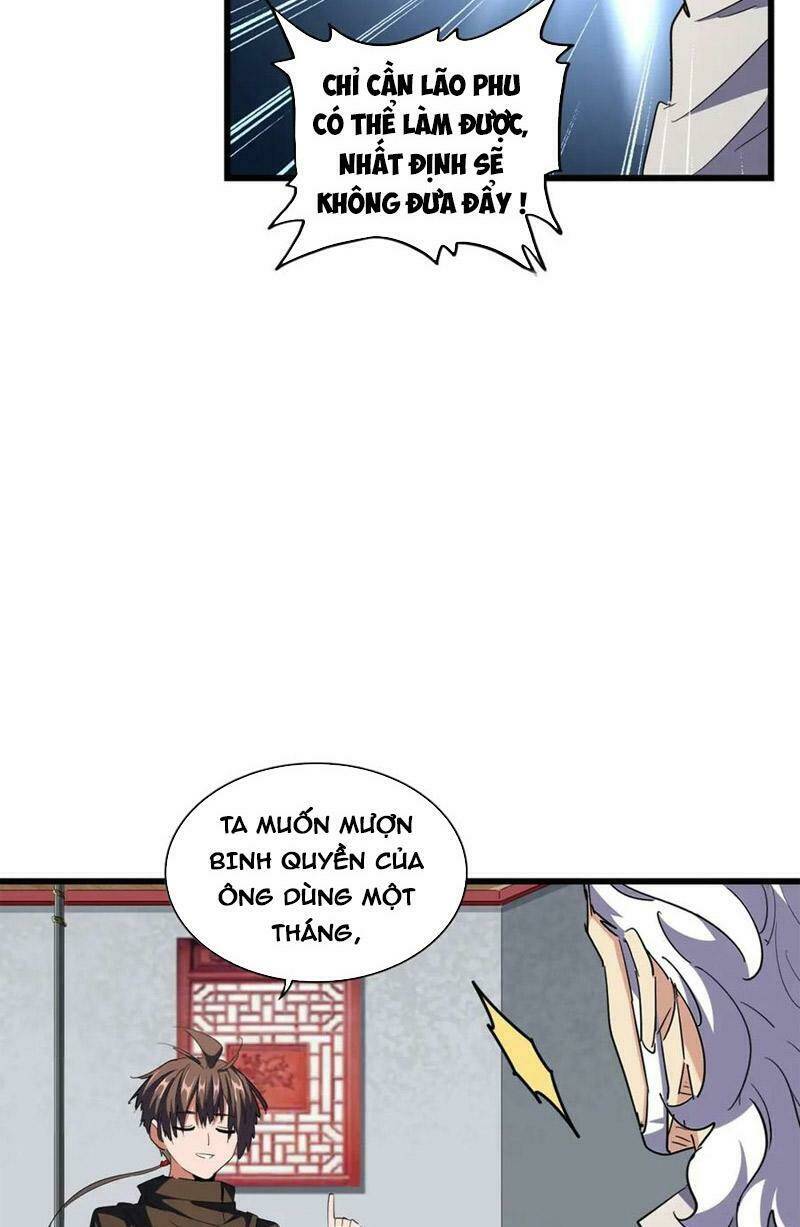 CHỈ CẦN LÃO PHU
CÓ THỂ LÀM ĐƯỢC,
NHẤT ĐỊNH SẼ
KHÔNG ĐƯA ĐẨY !
TA MUỐN MƯỢN
BINH QUYỀN CỦA
ÔNG DÙNG MỘT
THÁNG,